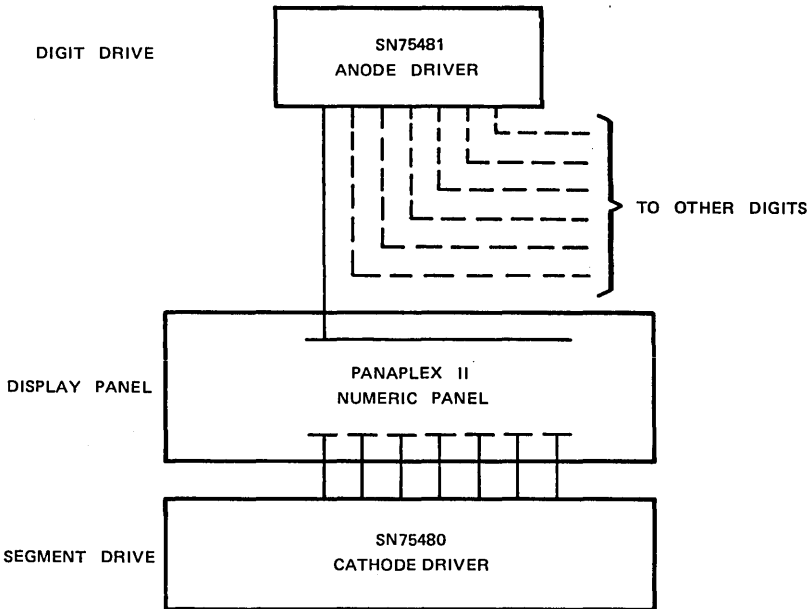 DIGIT DRIVE
SN75481
ANODE DRIVER
TO OTHER DIGITS
DISPLAY PANEL
PANAPLEX II
NUMERIC PANEL
SEGMENT DRIVE
SN75480
CATHODE DRIVER